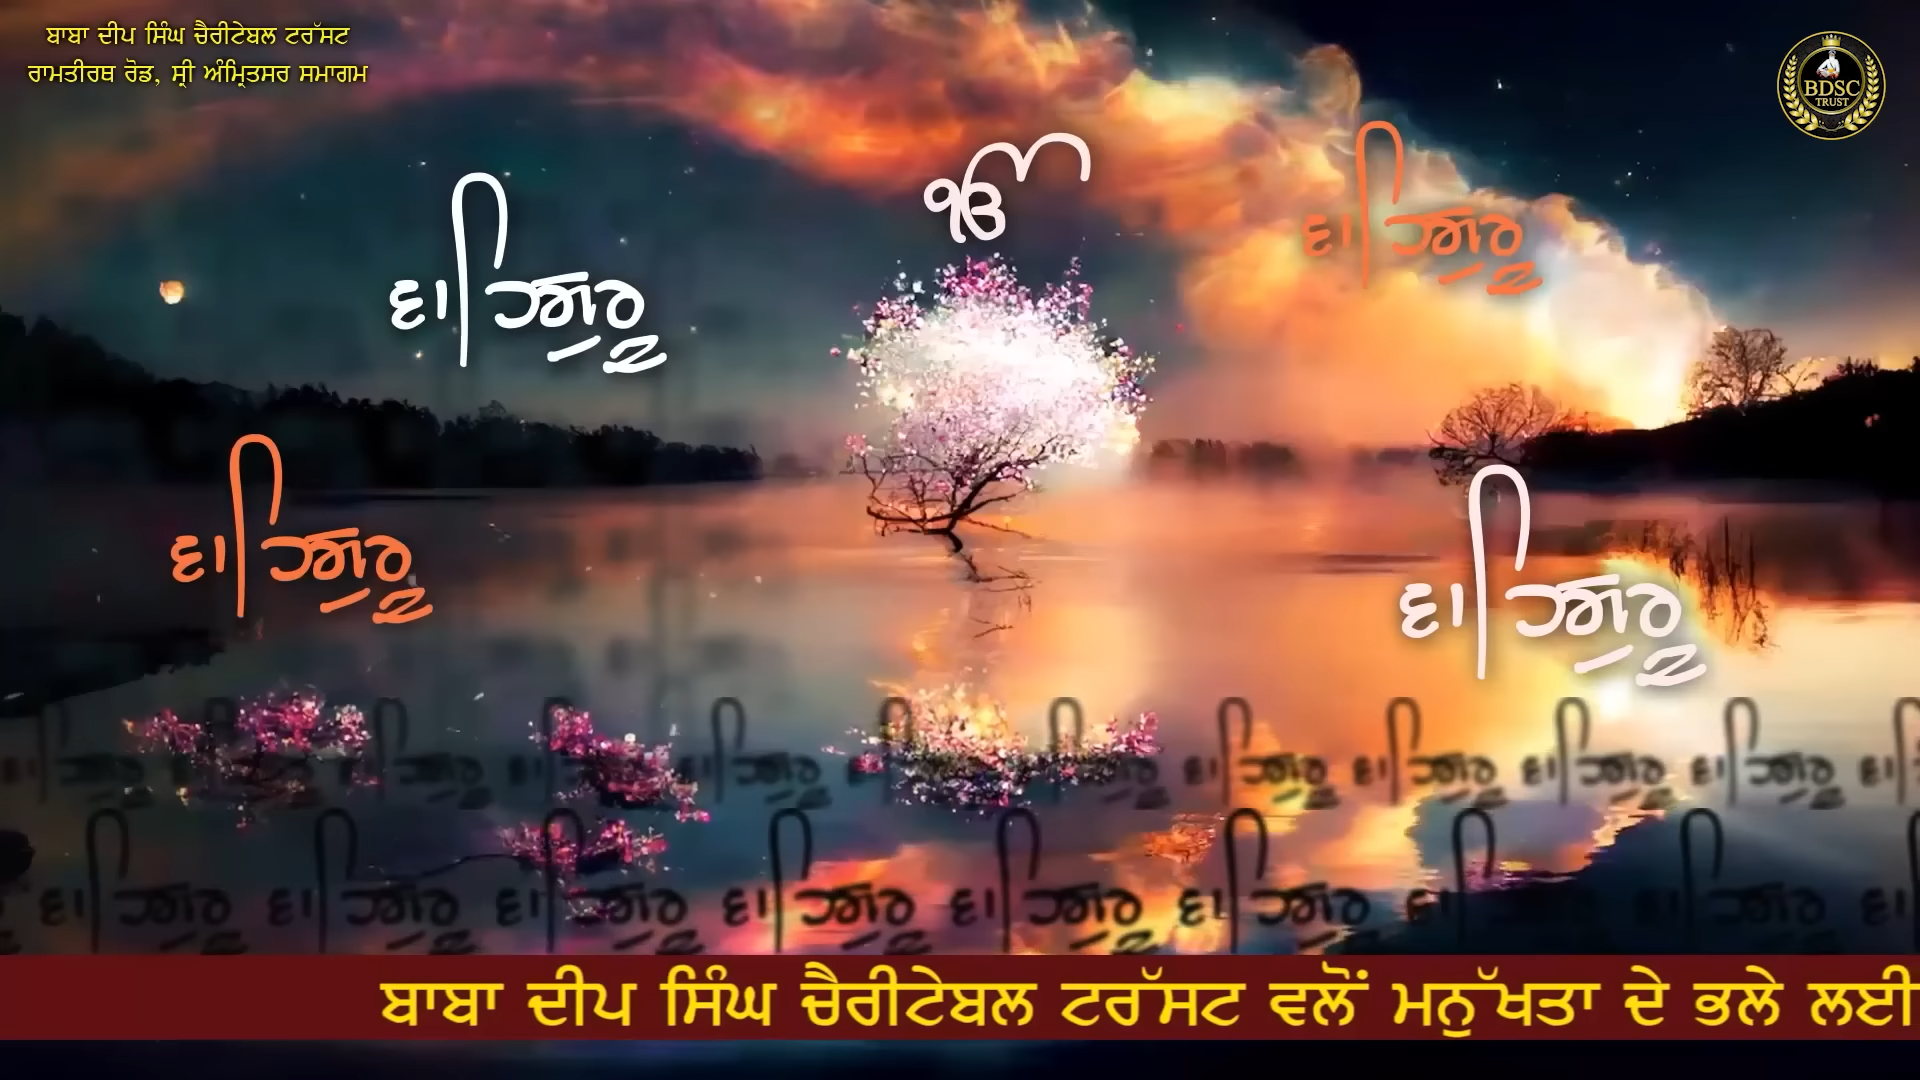 ਬਾਬਾ ਦੀਪ ਸਿੰਘ ਚੈਰੀਟੇਬਲ ਟਰੱਸਟ
ਰਾਮਤੀਰਥ ਰੋਡ, ਸ੍ਰੀ ਅੰਮ੍ਰਿਤਸਰ ਸਮਾਗਮ
BDSC
TRUST
ੴ
ਵਾਹਿਗੁਰੂ
ਵਾਹਿਗੁਰੂ
ਵਾਹਿਗੁਰੂ
ਵਾਹਿਗੁਰੂ
ਵਾਹਿਗੁਰੂ ਵਾਹਿਗੁਰੂ ਵਾਹਿਗੁਰੂ ਵਾਹਿਗੁਰੂ ਵਾਹਿਗੁਰੂ ਵਾਹਿਗੁਰੂ ਵਾਹਿਗੁਰੂ ਵਾਹਿਗੁਰੂ ਵਾਹਿਗੁਰੂ ਵਾਹਿਗੁਰੂ ਵਾਹਿਗੁਰੂ
ਵਾਹਿਗੁਰੂ ਵਾਹਿਗੁਰੂ ਵਾਹਿਗੁਰੂ ਵਾਹਿਗੁਰੂ ਵਾਹਿਗੁਰੂ ਵਾਹਿਗੁਰੂ ਵਾਹਿਗੁਰੂ ਵਾਹਿਗੁਰੂ
ਬਾਬਾ ਦੀਪ ਸਿੰਘ ਚੈਰੀਟੇਬਲ ਟਰੱਸਟ ਵਲੋਂ ਮਨੁੱਖਤਾ ਦੇ ਭਲੇ ਲਈ